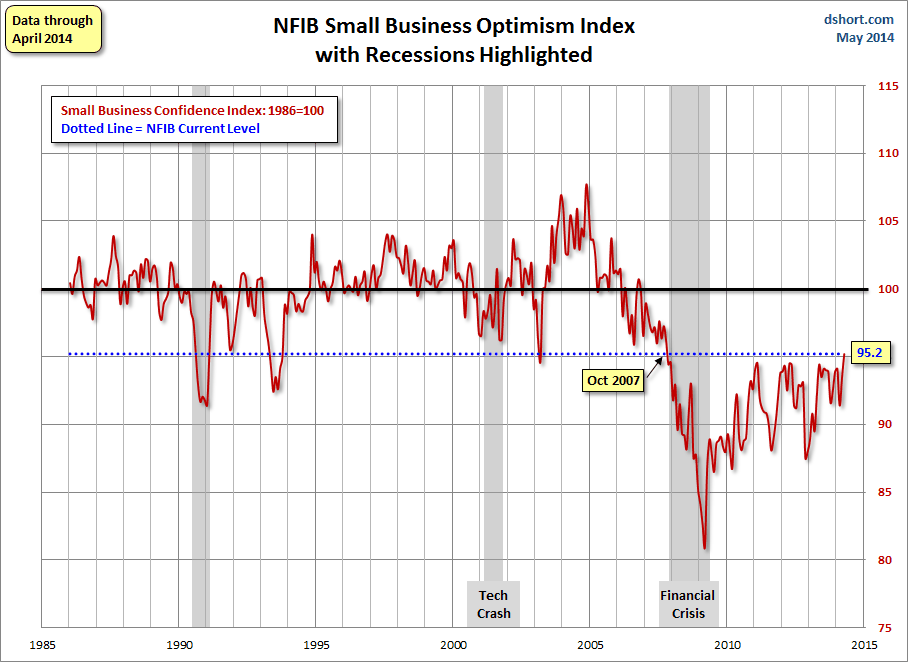 Data through
April 2014
NFIB Small Business Optimism Index
with Recessions Highlighted
dshort.com
May 2014
Small Business Confidence Index: 1986=100
Dotted Line = NFIB Current Level
115
110
105
100
95.2
90
85
80
75
Oct 2007
Tech
Crash
Financial
Crisis
1985
1990
1995
2000
2005
2010
2015